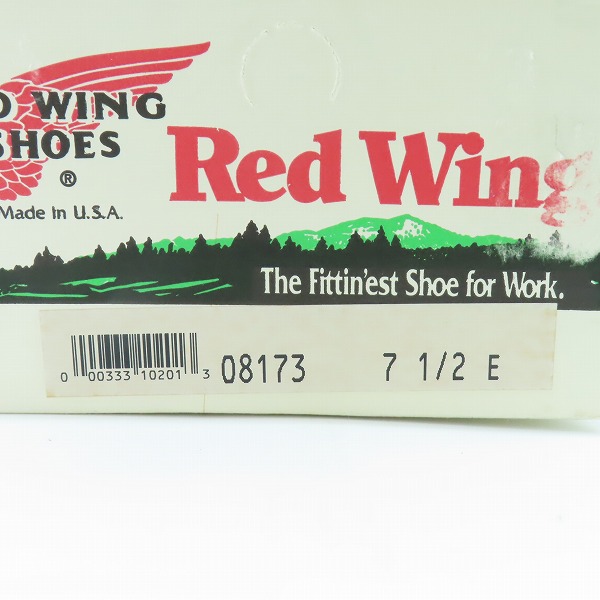 WING
SHOES
®
Made in U.S.A.
Red Wing
The Fittin'est Shoe for Work.
0 00333 10201 3
08173 7 1/2 E